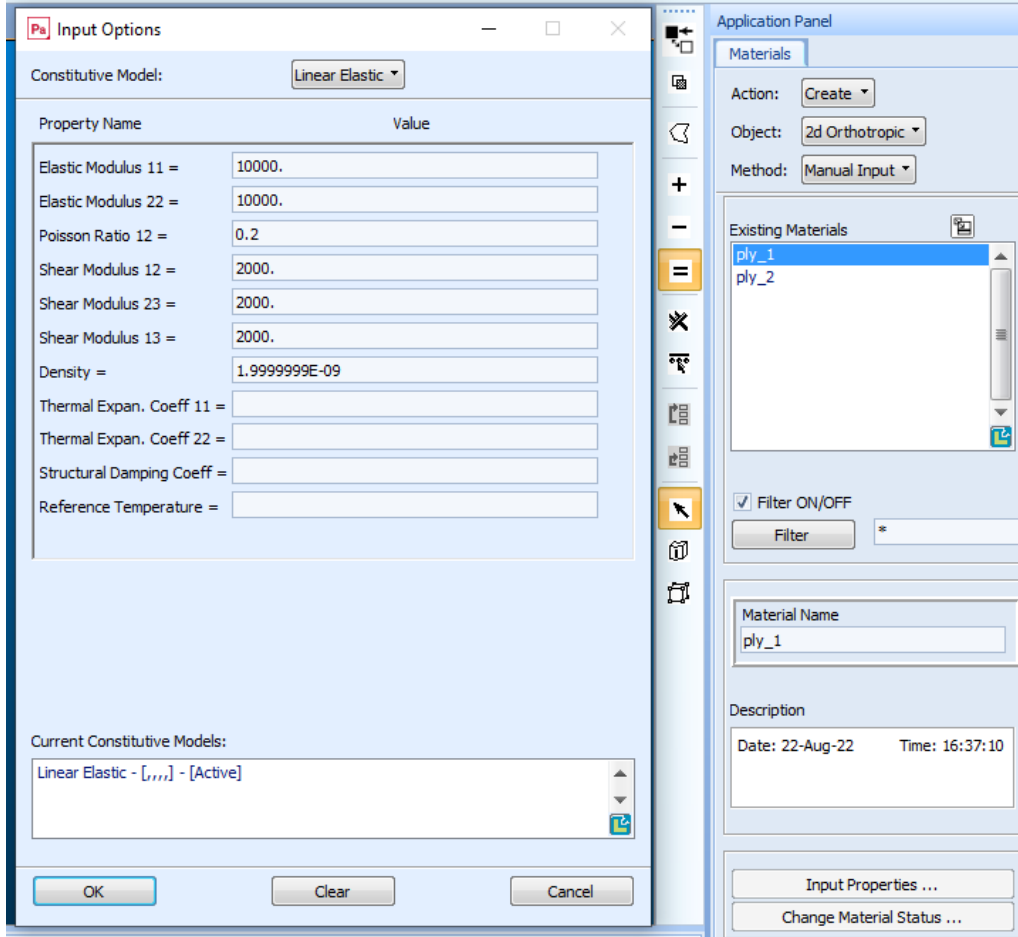 Pa Input Options
Constitutive Model: Linear Elastic
Property Name Value
Elastic Modulus 11 = 10000.
Elastic Modulus 22 = 10000.
Poisson Ratio 12 = 0.2
Shear Modulus 12 = 2000.
Shear Modulus 23 = 2000.
Shear Modulus 13 = 2000.
Density = 1.9999999E-09
Thermal Expan. Coeff 11 =
Thermal Expan. Coeff 22 =
Structural Damping Coeff =
Reference Temperature =
Current Constitutive Models:
Linear Elastic - [,,,,] - [Active]
OK Clear Cancel
Application Panel
Materials
Action: Create
Object: 2d Orthotropic
Method: Manual Input
Existing Materials
ply_1
ply_2
Filter ON/OFF
Filter *
Material Name
ply_1
Description
Date: 22-Aug-22 Time: 16:37:10
Input Properties ...
Change Material Status ...